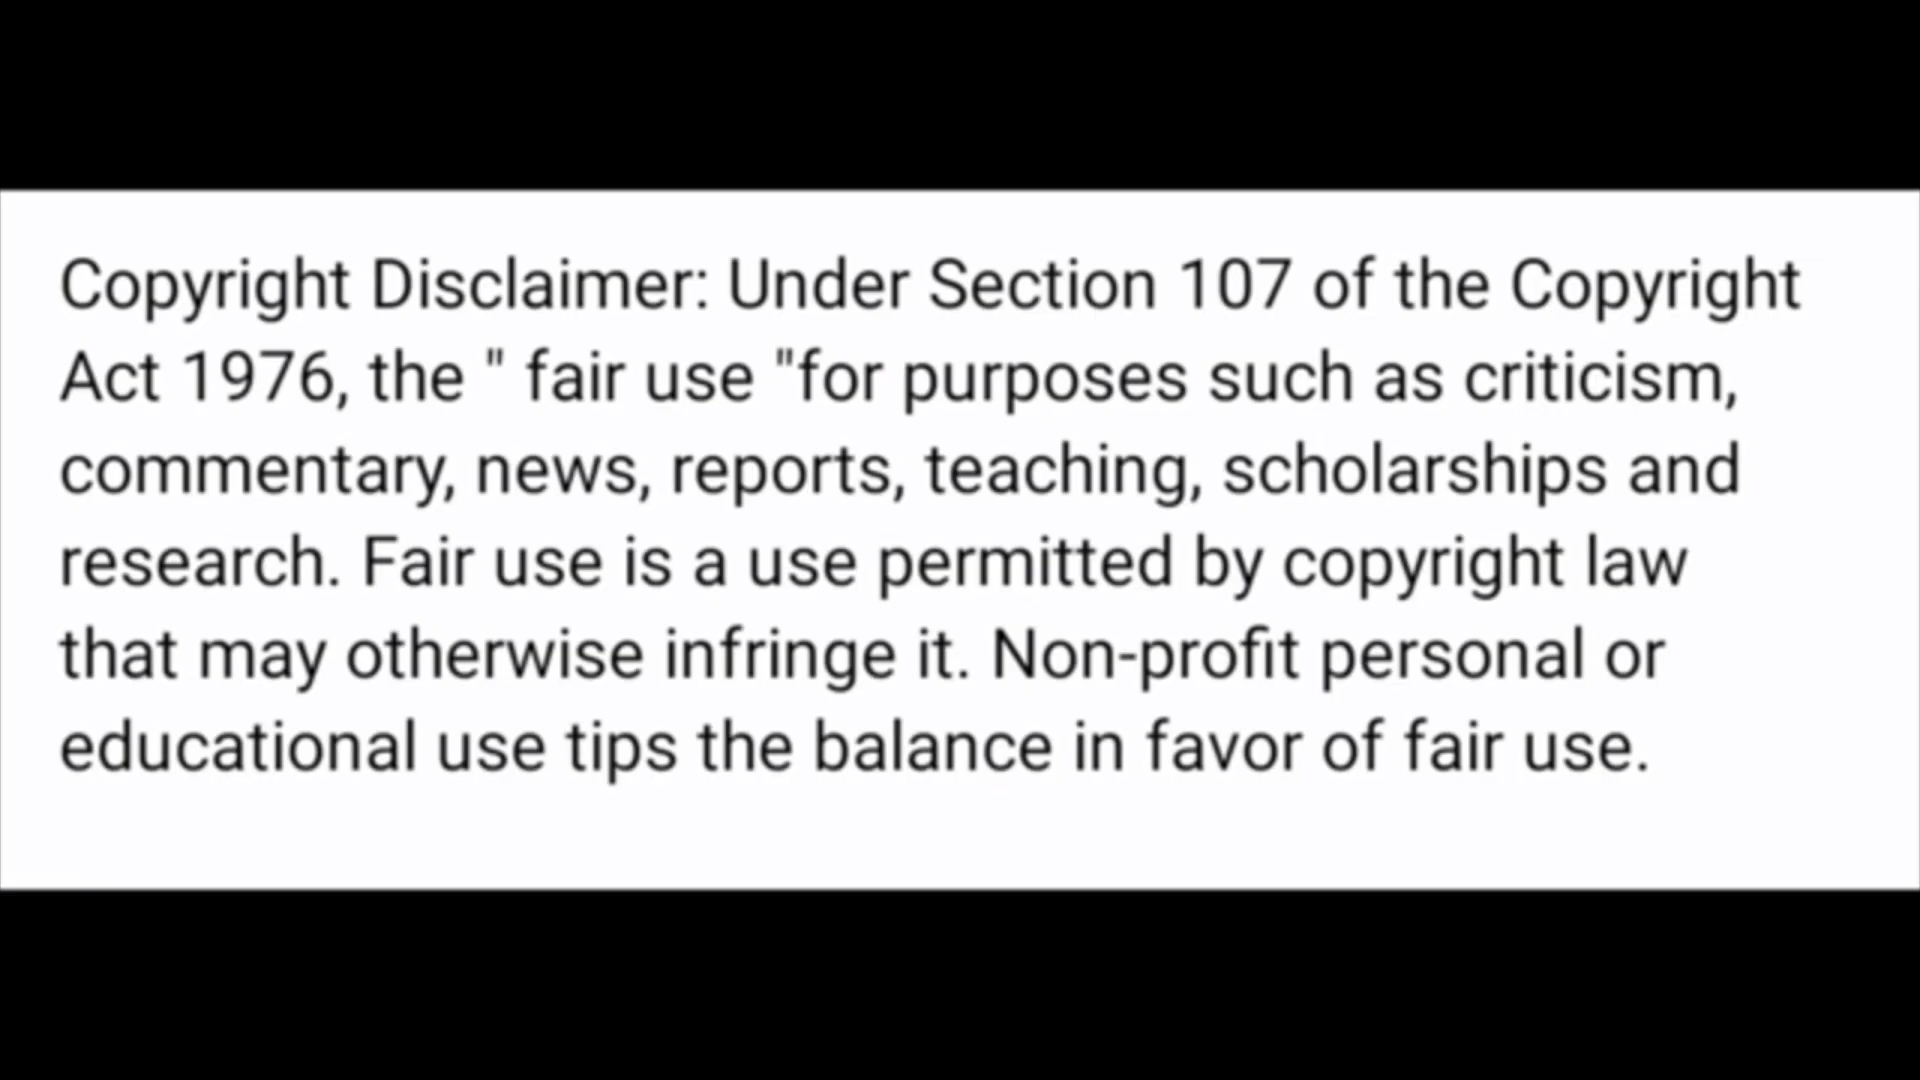 Copyright Disclaimer: Under Section 107 of the Copyright
Act 1976, the " fair use "for purposes such as criticism,
commentary, news, reports, teaching, scholarships and
research. Fair use is a use permitted by copyright law
that may otherwise infringe it. Non-profit personal or
educational use tips the balance in favor of fair use.